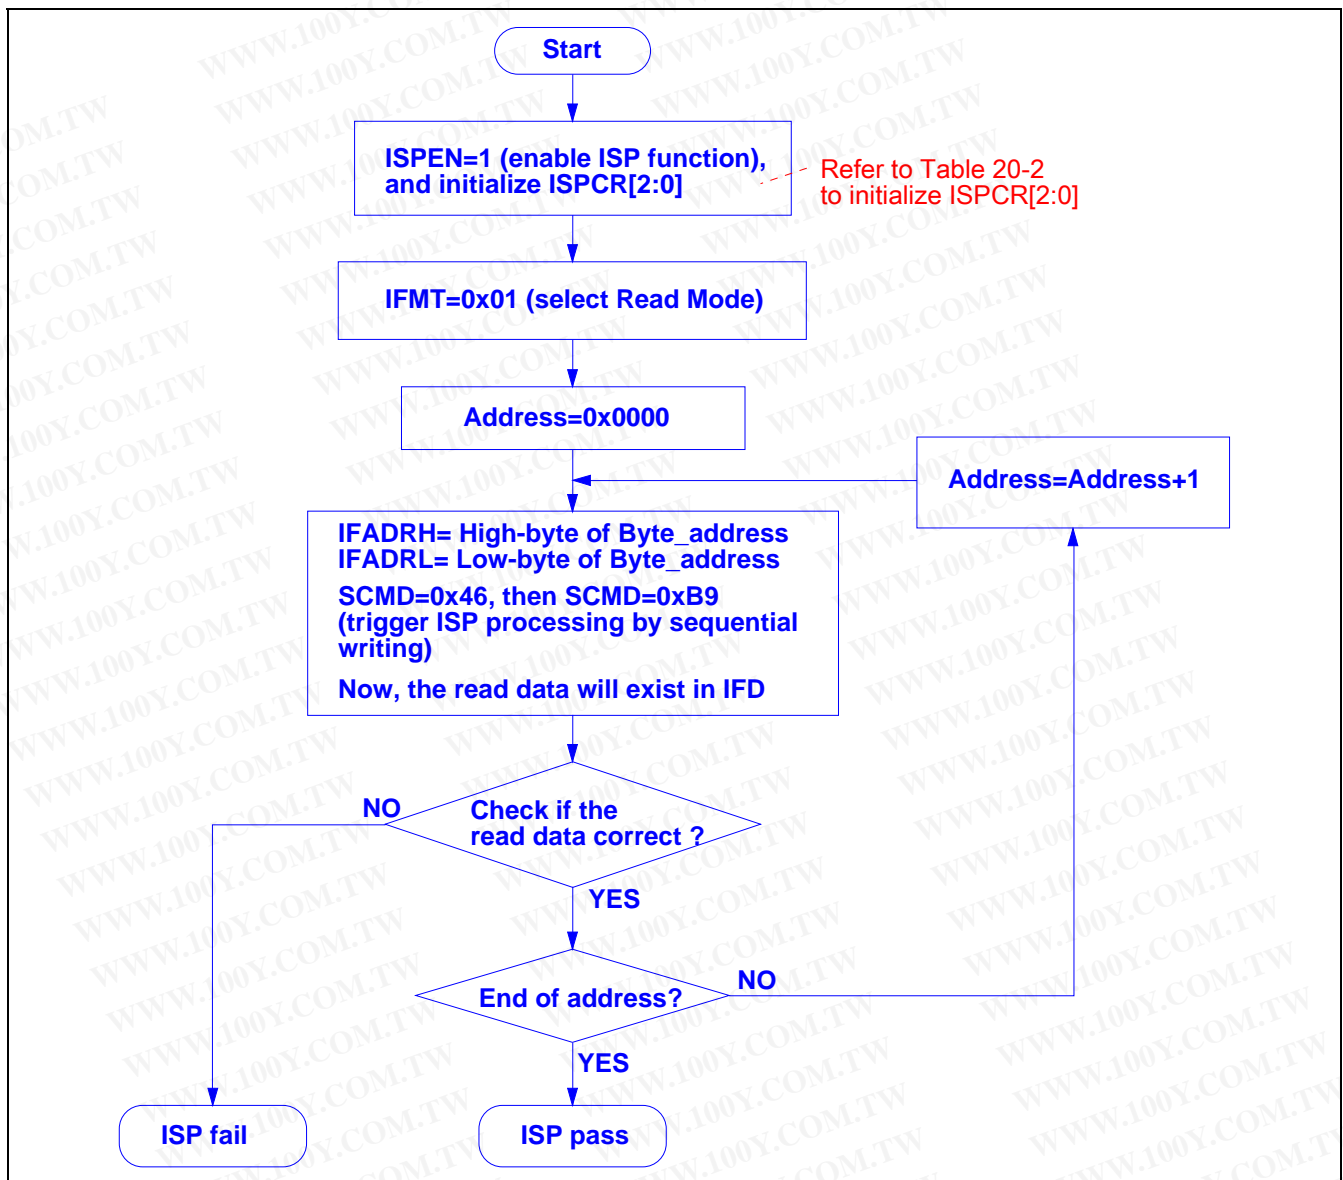 Start
ISPEN=1 (enable ISP function),
and initialize ISPCR[2:0]
Refer to Table 20-2
to initialize ISPCR[2:0]
IFMT=0x01 (select Read Mode)
Address=0x0000
Address=Address+1
IFADRH= High-byte of Byte_address
IFADRL= Low-byte of Byte_address
SCMD=0x46, then SCMD=0xB9
(trigger ISP processing by sequential
writing)
Now, the read data will exist in IFD
NO
Check if the
read data correct ?
YES
End of address?
NO
YES
ISP fail
ISP pass
WWW.100Y.COM.TW